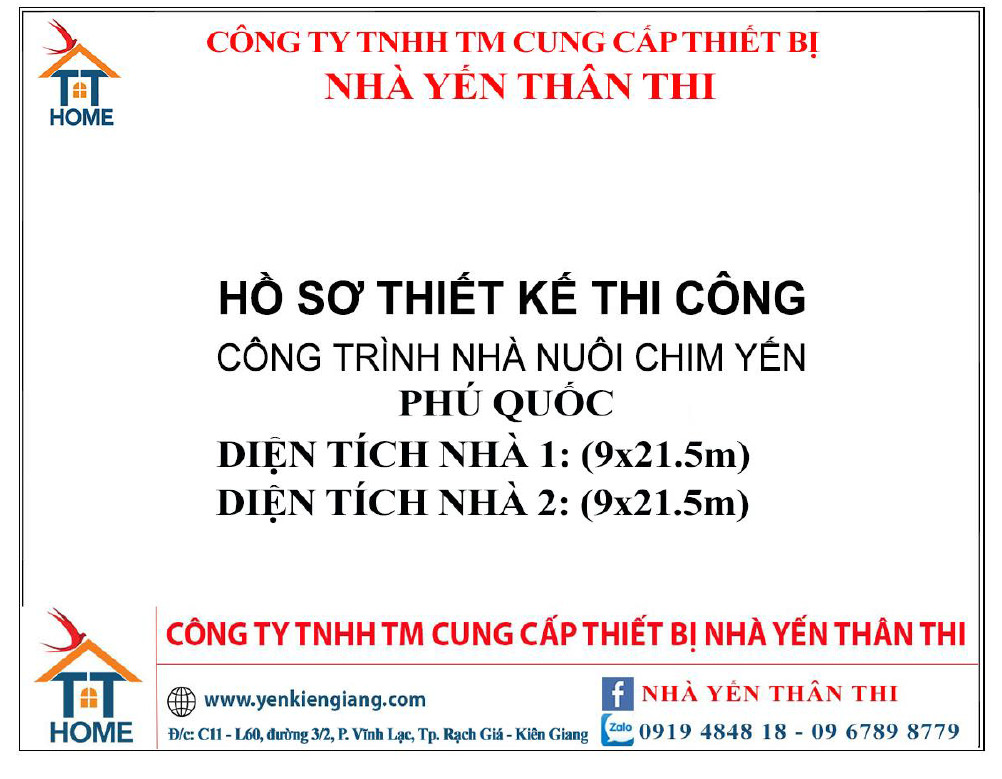 TT
HOME
CÔNG TY TNHH TM CUNG CẤP THIẾT BỊ
NHÀ YẾN THÂN THI
HỒ SƠ THIẾT KẾ THI CÔNG
CÔNG TRÌNH NHÀ NUÔI CHIM YẾN
PHÚ QUỐC
DIỆN TÍCH NHÀ 1: (9x21.5m)
DIỆN TÍCH NHÀ 2: (9x21.5m)
TT
HOME
CÔNG TY TNHH TM CUNG CẤP THIẾT BỊ NHÀ YẾN THÂN THI
www.yenkiengiang.com
Đ/c: C11 - L60, đường 3/2, P. Vĩnh Lạc, Tp. Rạch Giá - Kiên Giang
f NHÀ YẾN THÂN THI
Zalo 0919 4848 18 - 09 6789 8779